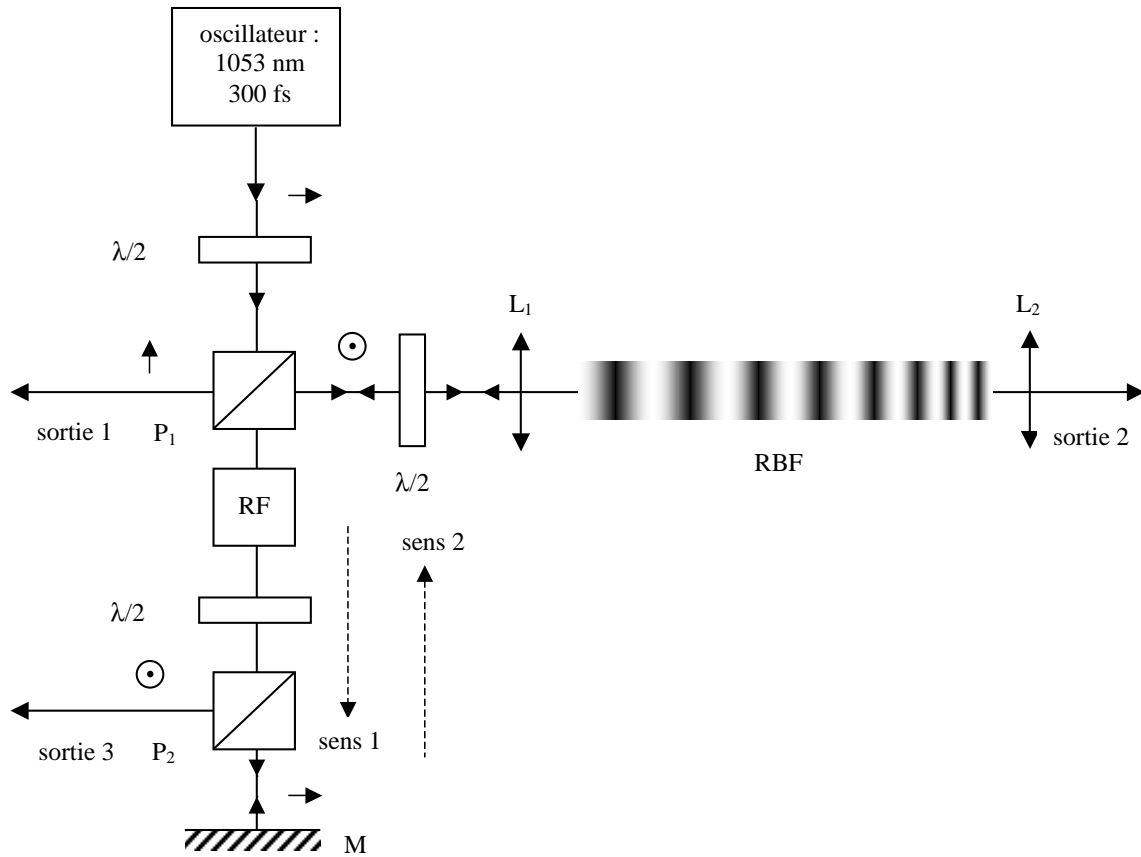 oscillateur :
1053 nm
300 fs
λ/2
L₁
L₂
sortie 1
P₁
sortie 2
RBF
λ/2
RF
sens 2
λ/2
sortie 3
P₂
sens 1
M